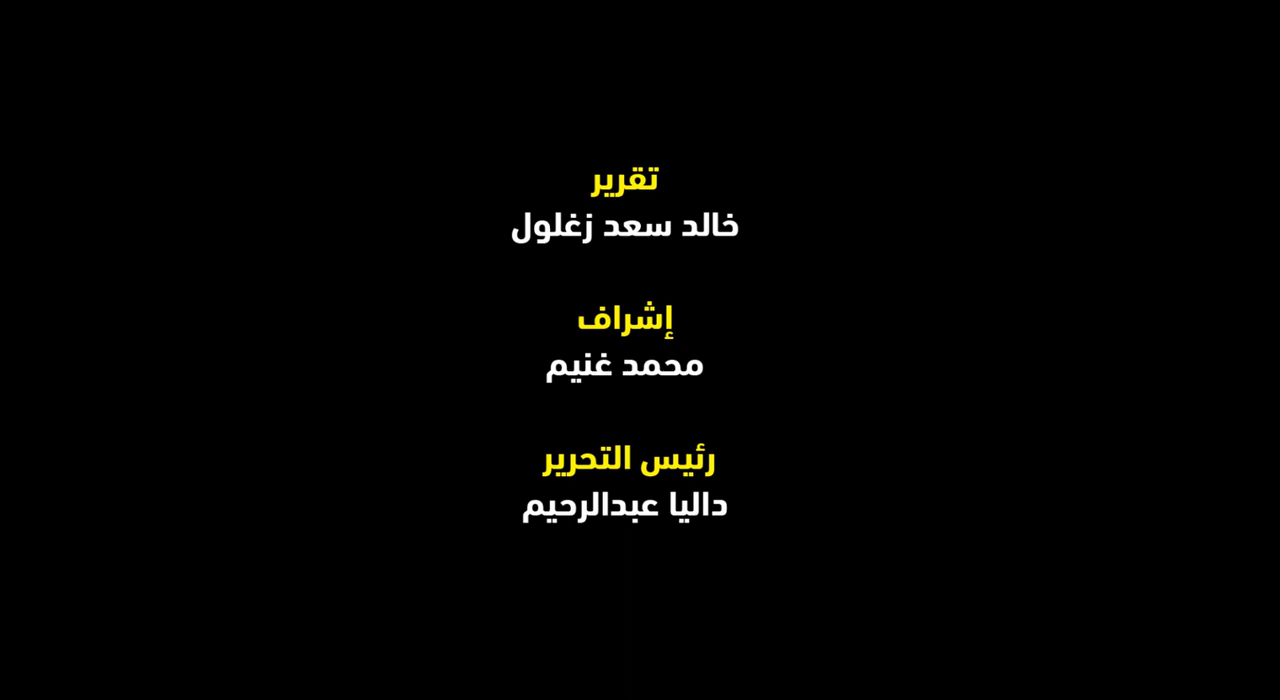 تقرير
خالد سعد زغلول
إشراف
محمد غنيم
رئيس التحرير
داليا عبدالرحيم